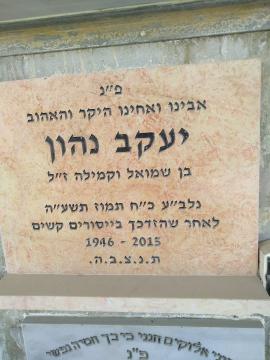 פ"נ
אבינו ואחינו היקר והאהוב
יעקב נהון
בן שמואל וקמילה ז"ל
נלב"ע כ"ח תמוז תשע"ה
לאחר שהזדכך בייסורים קשים
1946 - 2015
ת.נ.צ.ב.ה.
פ"נ